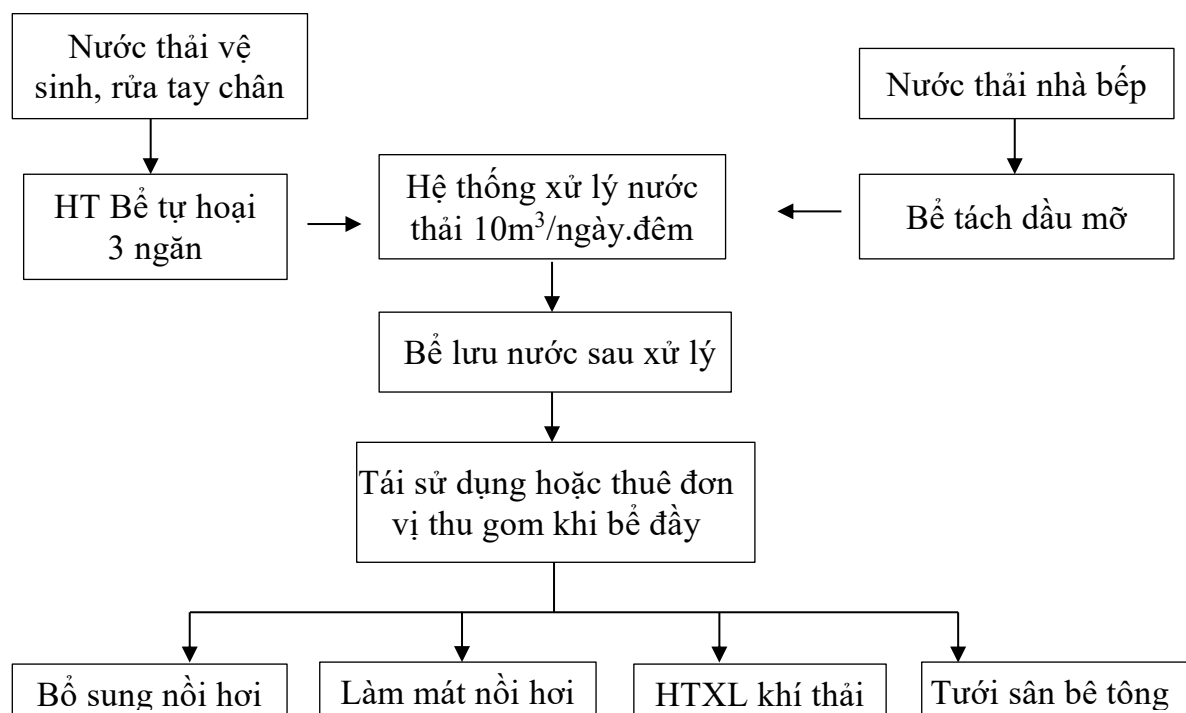 Nước thải vệ
sinh, rửa tay chân
Nước thải nhà bếp
HT Bể tự hoại
3 ngăn
Hệ thống xử lý nước
thải 10m³/ngày.đêm
Bể tách dầu mỡ
Bể lưu nước sau xử lý
Tái sử dụng hoặc thuê đơn
vị thu gom khi bể đầy
Bổ sung nồi hơi
Làm mát nồi hơi
HTXL khí thải
Tưới sân bê tông